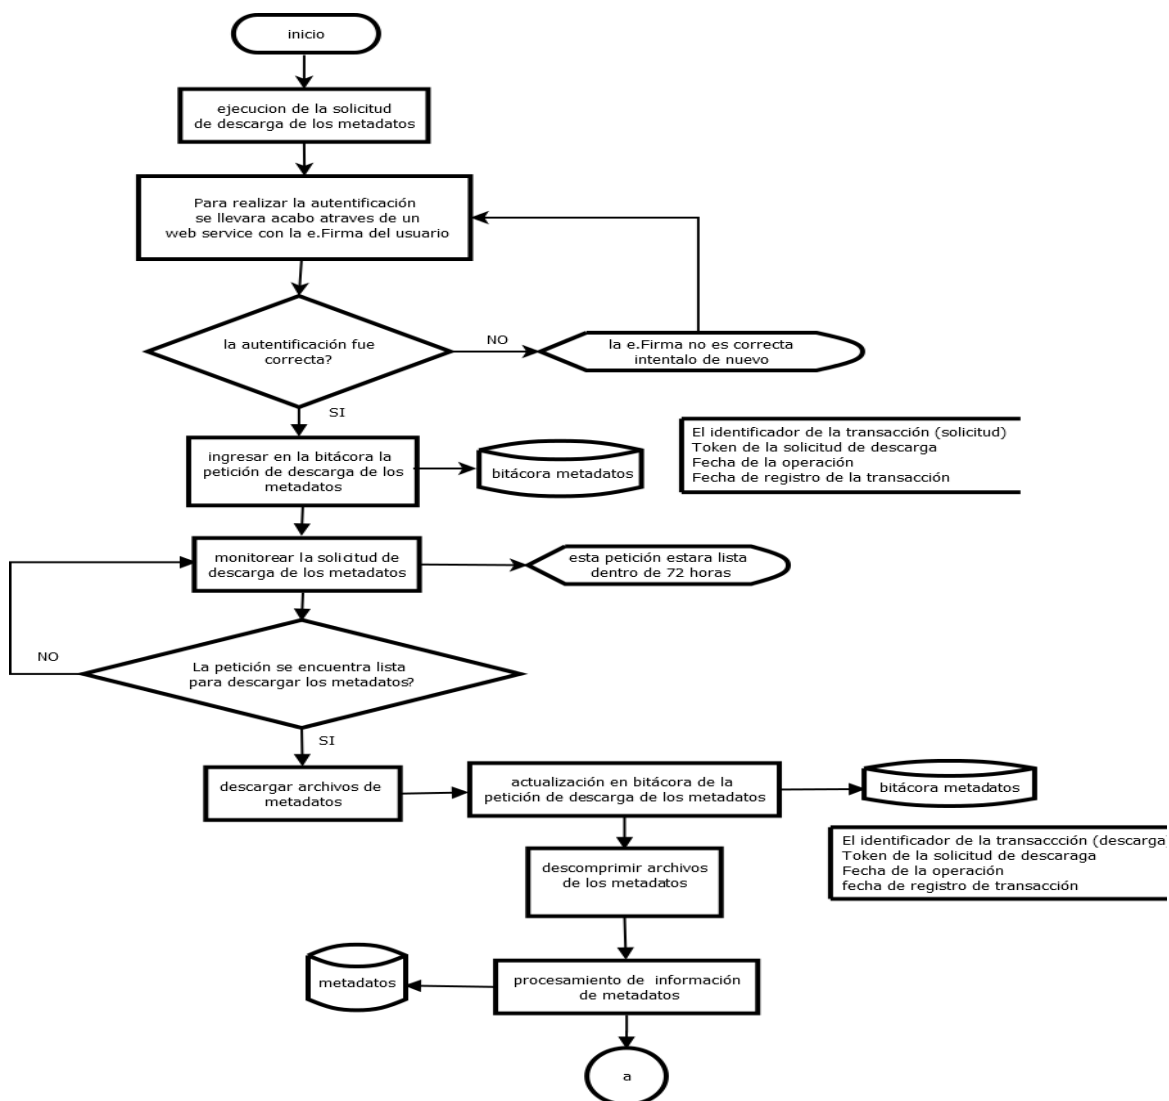 inicio
ejecucion de la solicitud
de descarga de los metadatos
Para realizar la autentificación
se llevara acabo atraves de un
web service con la e.Firma del usuario
la autentificación fue
correcta?
NO
la e.Firma no es correcta
intentalo de nuevo
SI
ingresar en la bitácora la
petición de descarga de los
metadatos
bitácora metadatos
El identificador de la transacción (solicitud)
Token de la solicitud de descarga
Fecha de la operación
Fecha de registro de la transacción
monitorear la solicitud de
descarga de los metadatos
esta petición estara lista
dentro de 72 horas
NO
La petición se encuentra lista
para descargar los metadatos?
SI
descargar archivos de
metadatos
actualización en bitácora de la
petición de descarga de los metadatos
bitácora metadatos
El identificador de la transaccción (descarga)
Token de la solicitud de descaraga
Fecha de la operación
fecha de registro de transacción
descomprimir archivos
de los metadatos
metadatos
procesamiento de información
de metadatos
a